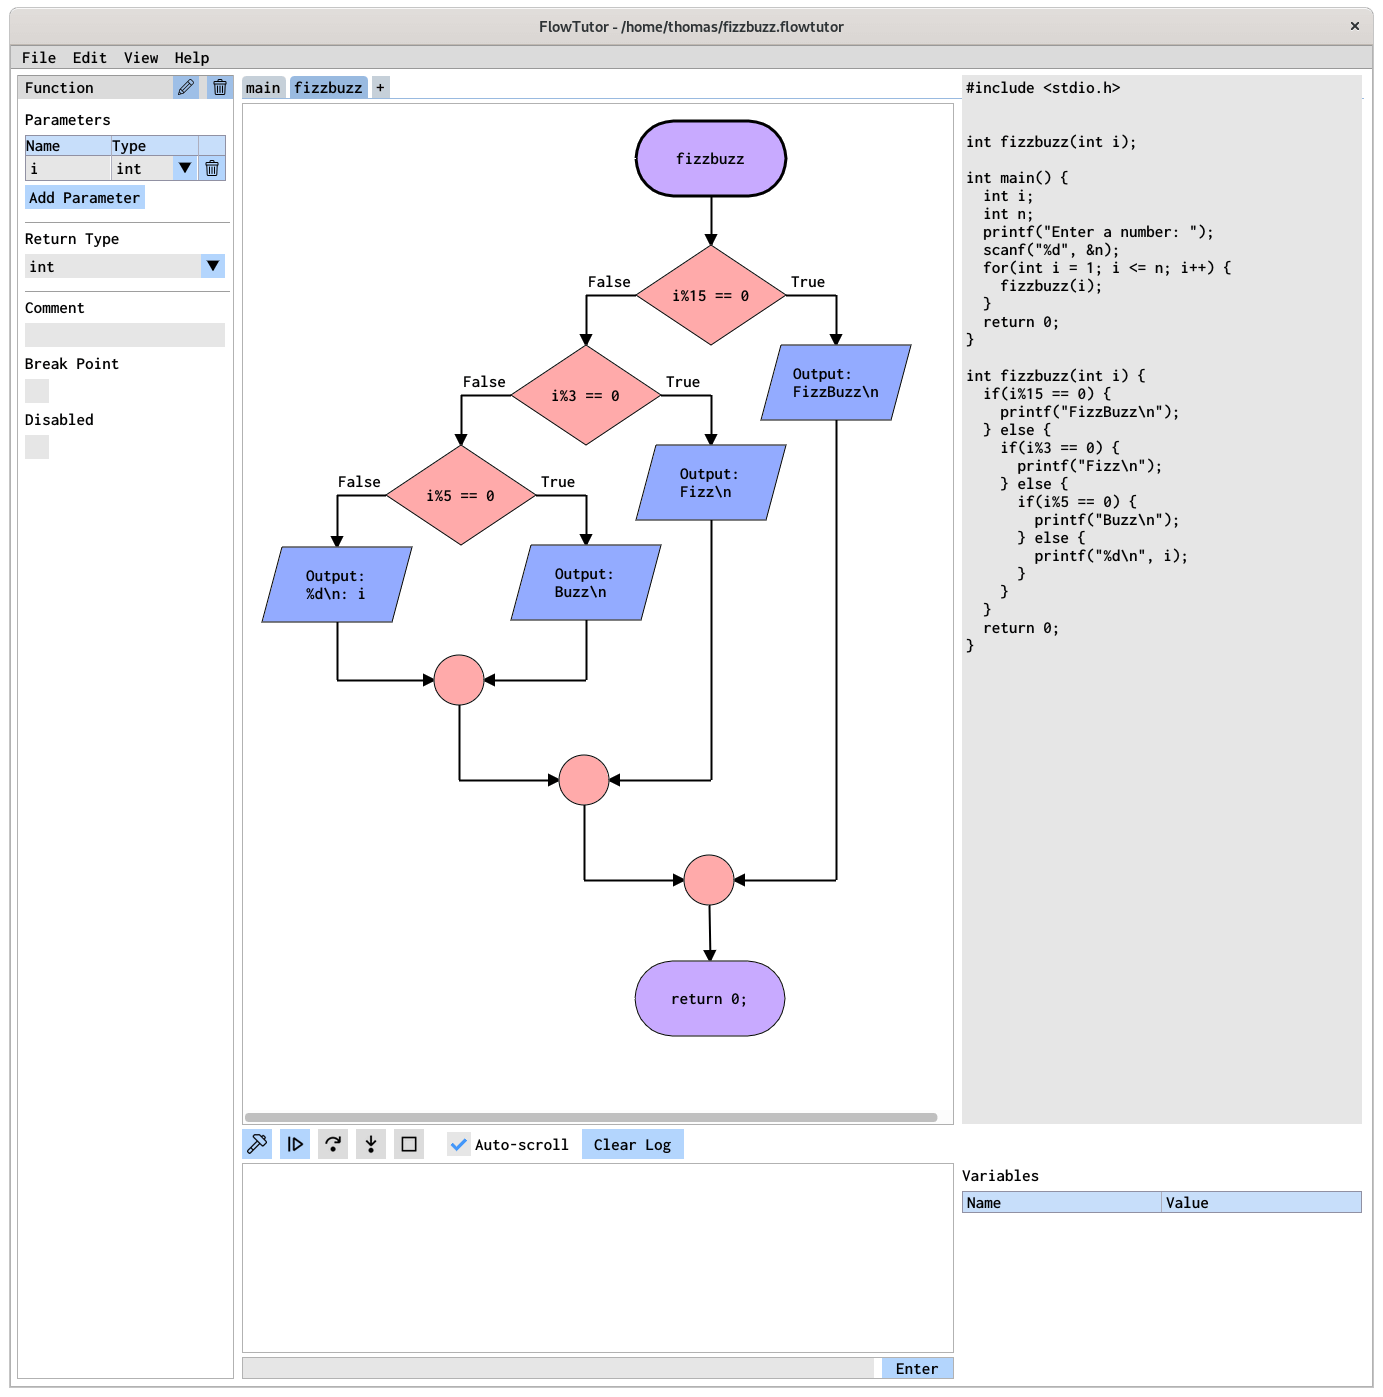 FlowTutor - /home/thomas/fizzbuzz.flowtutor
File Edit View Help
Function
Parameters
Name Type
i int
Add Parameter
Return Type
int
Comment
Break Point
Disabled
main fizzbuzz +
fizzbuzz
i%15 == 0
False
True
i%3 == 0
False
True
Output:
FizzBuzz\n
i%5 == 0
False
True
Output:
Fizz\n
Output:
%d\n: i
Output:
Buzz\n
return 0;
#include <stdio.h>
int fizzbuzz(int i);
int main() {
  int i;
  int n;
  printf("Enter a number: ");
  scanf("%d", &n);
  for(int i = 1; i <= n; i++) {
    fizzbuzz(i);
  }
  return 0;
}
int fizzbuzz(int i) {
  if(i%15 == 0) {
    printf("FizzBuzz\n");
  } else {
    if(i%3 == 0) {
      printf("Fizz\n");
    } else {
      if(i%5 == 0) {
        printf("Buzz\n");
      } else {
        printf("%d\n", i);
      }
    }
  }
  return 0;
}
Auto-scroll Clear Log
Enter
Variables
Name Value